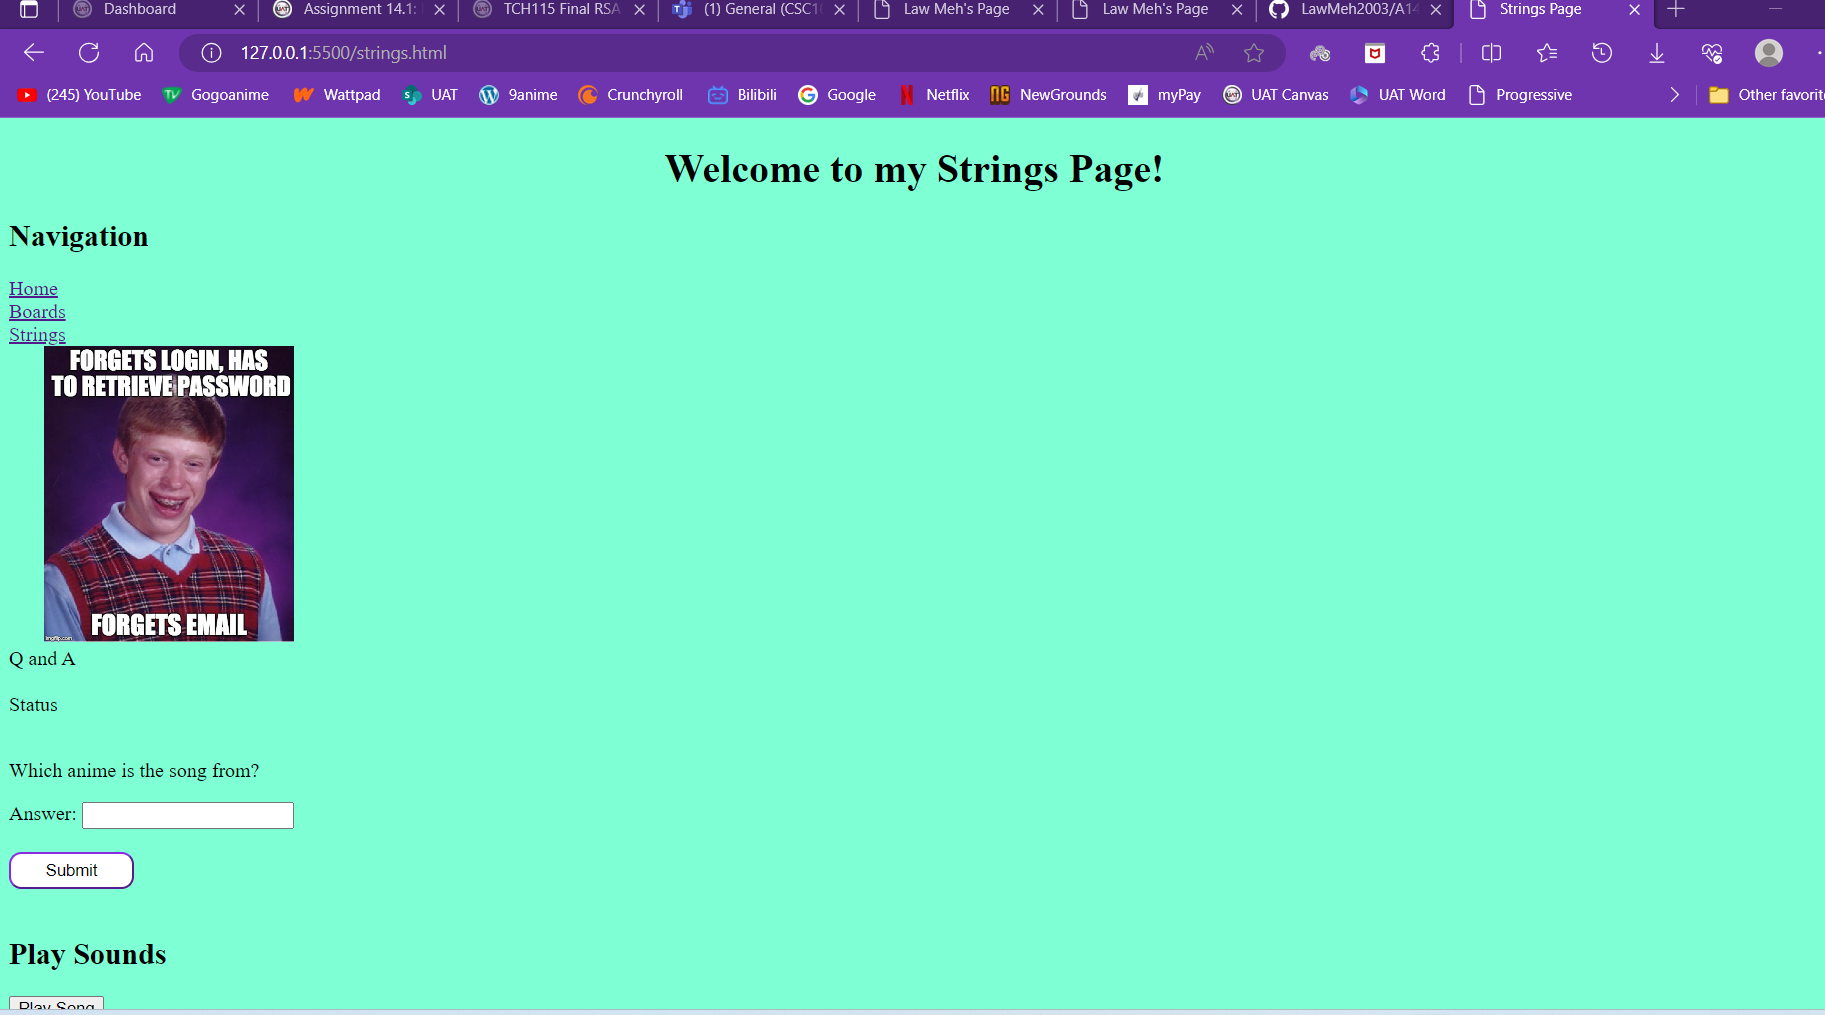 Dashboard
Assignment 14.1:
TCH115 Final RSA
(1) General (CSC1
Law Meh's Page
Law Meh's Page
LawMeh2003/A14
Strings Page
127.0.0.1:5500/strings.html
(245) YouTube
Gogoanime
Wattpad
UAT
9anime
Crunchyroll
Bilibili
Google
Netflix
NewGrounds
myPay
UAT Canvas
UAT Word
Progressive
Other favorit
Welcome to my Strings Page!
Navigation
Home
Boards
Strings
FORGETS LOGIN, HAS
TO RETRIEVE PASSWORD
FORGETS EMAIL
imgflip.com
Q and A
Status
Which anime is the song from?
Answer:
Submit
Play Sounds
Play Song